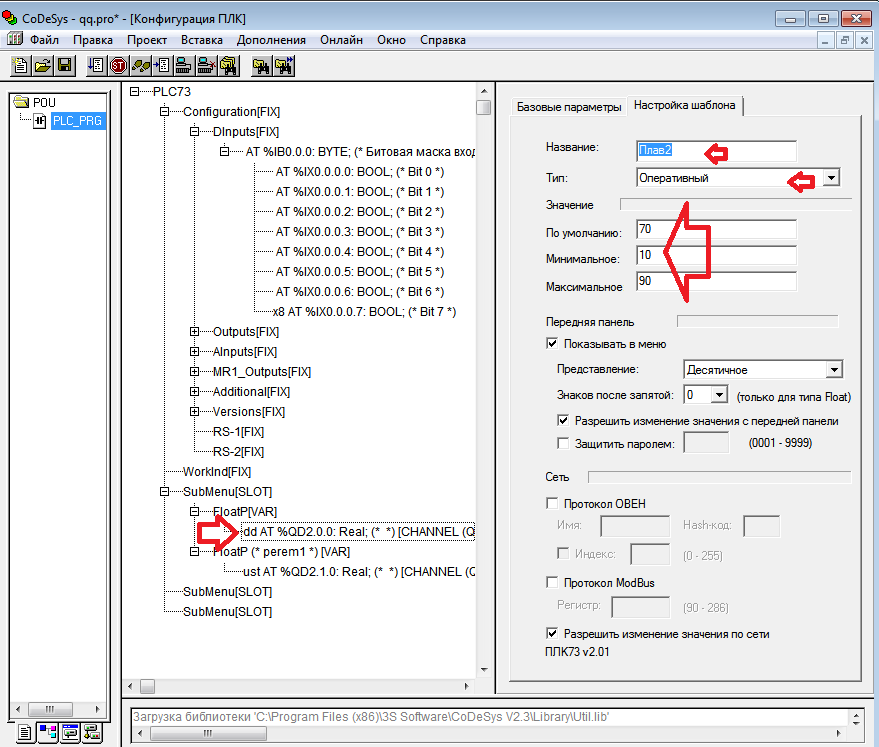 CoDeSys - qq.pro* - [Конфигурация ПЛК]
Файл Правка Проект Вставка Дополнения Онлайн Окно Справка
POU
PLC_PRG
PLC73
Configuration[FIX]
DInputs[FIX]
AT %IB0.0.0: BYTE; (* Битовая маска вход
AT %IX0.0.0.0: BOOL; (* Bit 0 *)
AT %IX0.0.0.1: BOOL; (* Bit 1 *)
AT %IX0.0.0.2: BOOL; (* Bit 2 *)
AT %IX0.0.0.3: BOOL; (* Bit 3 *)
AT %IX0.0.0.4: BOOL; (* Bit 4 *)
AT %IX0.0.0.5: BOOL; (* Bit 5 *)
AT %IX0.0.0.6: BOOL; (* Bit 6 *)
x8 AT %IX0.0.0.7: BOOL; (* Bit 7 *)
Outputs[FIX]
AInputs[FIX]
MR1_Outputs[FIX]
Additional[FIX]
Versions[FIX]
RS-1[FIX]
RS-2[FIX]
WorkInd[FIX]
SubMenu[SLOT]
FloatP[VAR]
dd AT %QD2.0.0: Real; (* *) [CHANNEL (Q
FloatP (* perem1 *) [VAR]
ust AT %QD2.1.0: Real; (* *) [CHANNEL (Q
SubMenu[SLOT]
SubMenu[SLOT]
Базовые параметры Настройка шаблона
Название: Плав2
Тип: Оперативный
Значение
По умолчанию: 70
Минимальное: 10
Максимальное 90
Передняя панель
Показывать в меню
Представление: Десятичное
Знаков после запятой: 0 (только для типа Float)
Разрешить изменение значения с передней панели
Защитить паролем: (0001 - 9999)
Сеть
Протокол ОВЕН
Имя: Hash-код:
Индекс: (0 - 255)
Протокол ModBus
Регистр: (90 - 286)
Разрешить изменение значения по сети
ПЛК73 v2.01
Загрузка библиотеки 'C:\Program Files (x86)\3S Software\CoDeSys V2.3\Library\Util.lib'